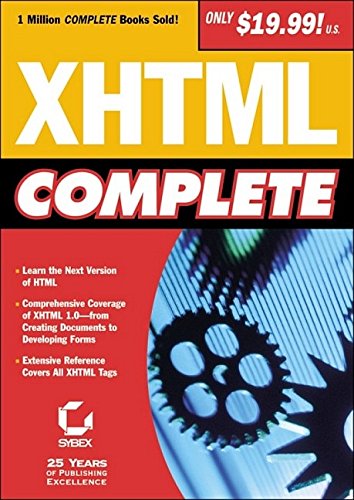 1 Million COMPLETE Books Sold!
ONLY $19.99! U.S.
XHTML
COMPLETE
Learn the Next Version
of HTML
Comprehensive Coverage
of XHTML 1.0—from
Creating Documents to
Developing Forms
Extensive Reference
Covers All XHTML Tags
SYBEX
25 YEARS
OF PUBLISHING
EXCELLENCE